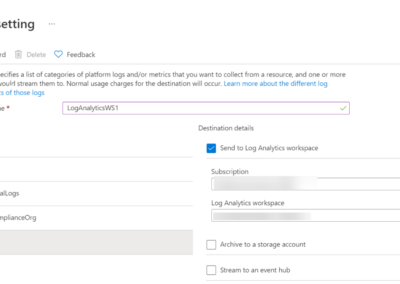 setting ...
Delete Feedback
specifies a list of categories of platform logs and/or metrics that you want to collect from a resource, and one or more
you'd stream them to. Normal usage charges for the destination will occur. Learn more about the different log
ts of those logs
e * LogAnalyticsWS1
Destination details
Send to Log Analytics workspace
Subscription
alLogs
Log Analytics workspace
mplianceOrg
Archive to a storage account
Stream to an event hub